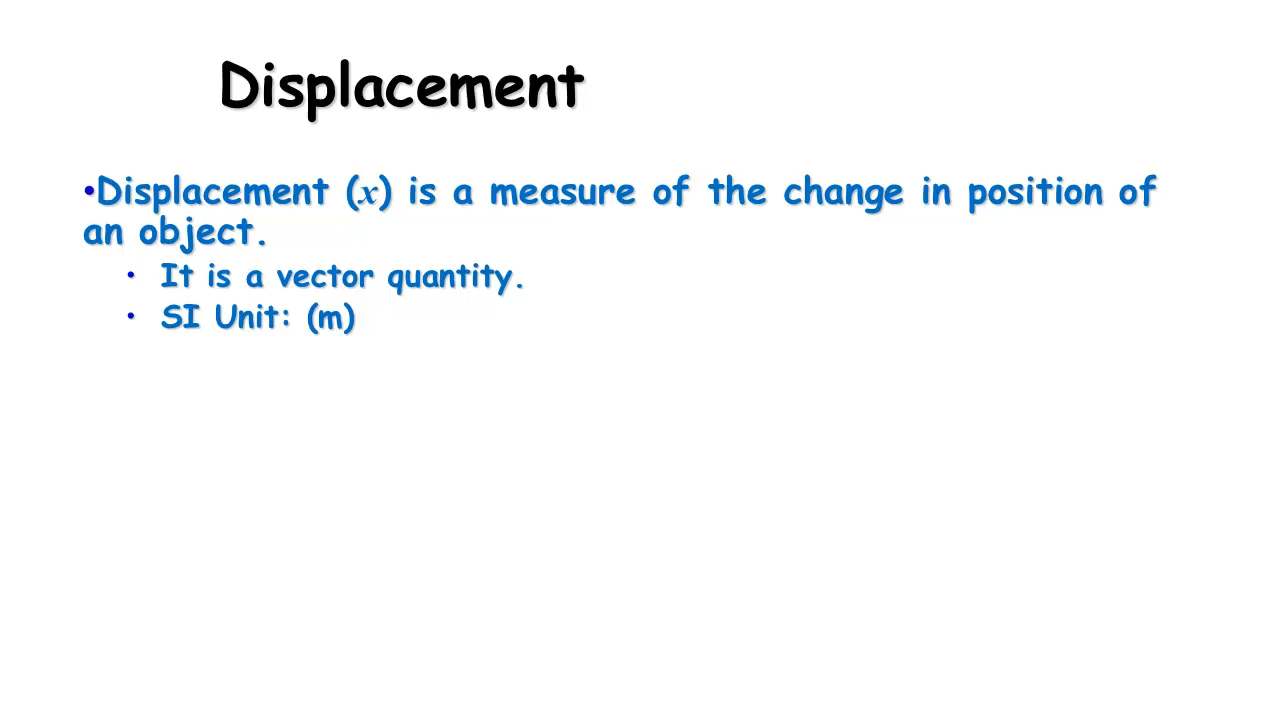 Displacement
•Displacement (x) is a measure of the change in position of
an object.
• It is a vector quantity.
• SI Unit: (m)